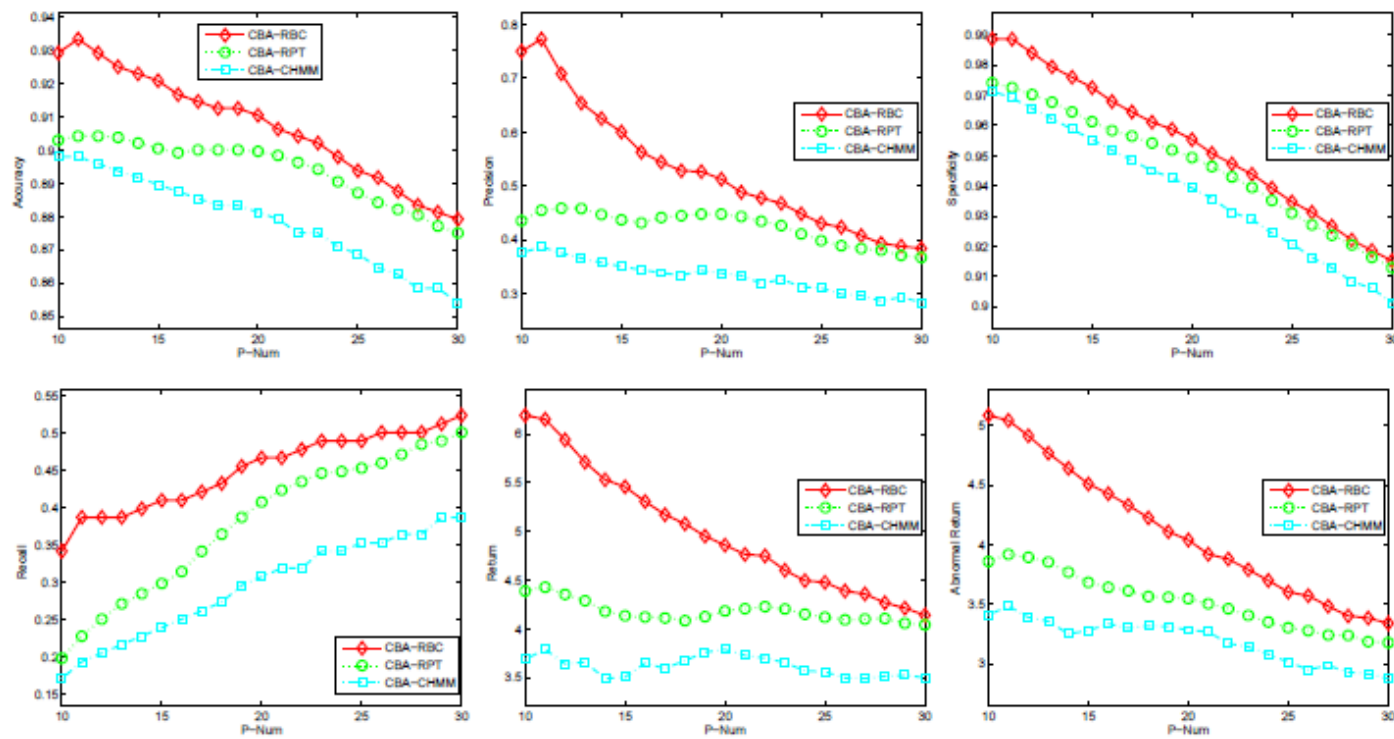 0.94
0.93
0.92
0.91
0.9
0.89
0.88
0.87
0.86
0.85
Accuracy
10 15 20 25 30
P-Num
CBA-RBC
CBA-RPT
CBA-CHMM
0.8
0.7
0.6
0.5
0.4
0.3
Precision
10 15 20 25 30
P-Num
CBA-RBC
CBA-RPT
CBA-CHMM
0.99
0.98
0.97
0.96
0.95
0.94
0.93
0.92
0.91
0.9
Specificity
10 15 20 25 30
P-Num
CBA-RBC
CBA-RPT
CBA-CHMM
0.55
0.5
0.45
0.4
0.35
0.3
0.25
0.2
0.15
Recall
10 15 20 25 30
P-Num
CBA-RBC
CBA-RPT
CBA-CHMM
6
5.5
5
4.5
4
3.5
Return
10 15 20 25 30
P-Num
CBA-RBC
CBA-RPT
CBA-CHMM
5
4.5
4
3.5
3
Abnormal Return
10 15 20 25 30
P-Num
CBA-RBC
CBA-RPT
CBA-CHMM